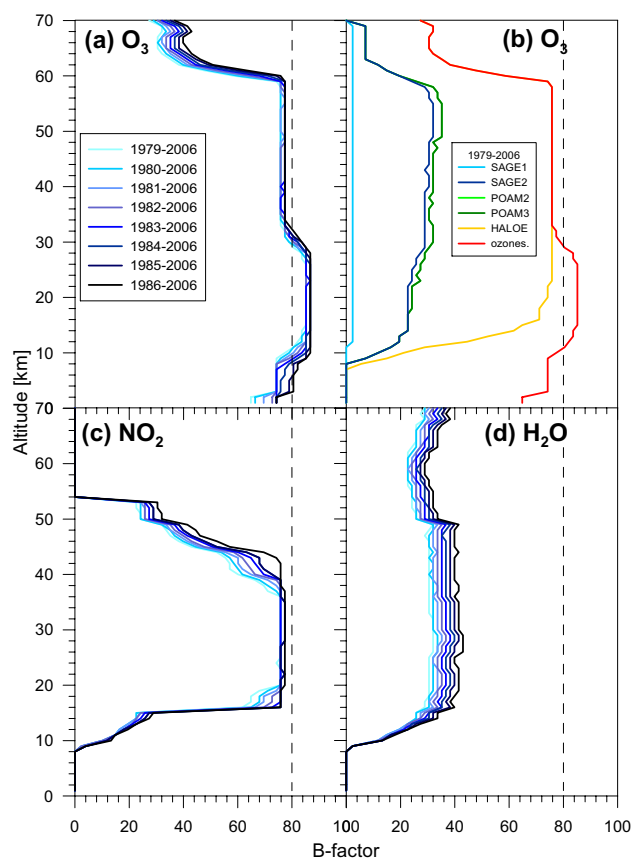 70
60
50
40
30
20
10
70
(a) O3
1979-2006
1980-2006
1981-2006
1982-2006
1983-2006
1984-2006
1985-2006
1986-2006
(b) O3
1979-2006
SAGE1
SAGE2
POAM2
POAM3
HALOE
ozones.
Altitude [km]
60
50
40
30
20
10
0
(c) NO2
(d) H2O
0 20 40 60 80 100 20 40 60 80
B-factor